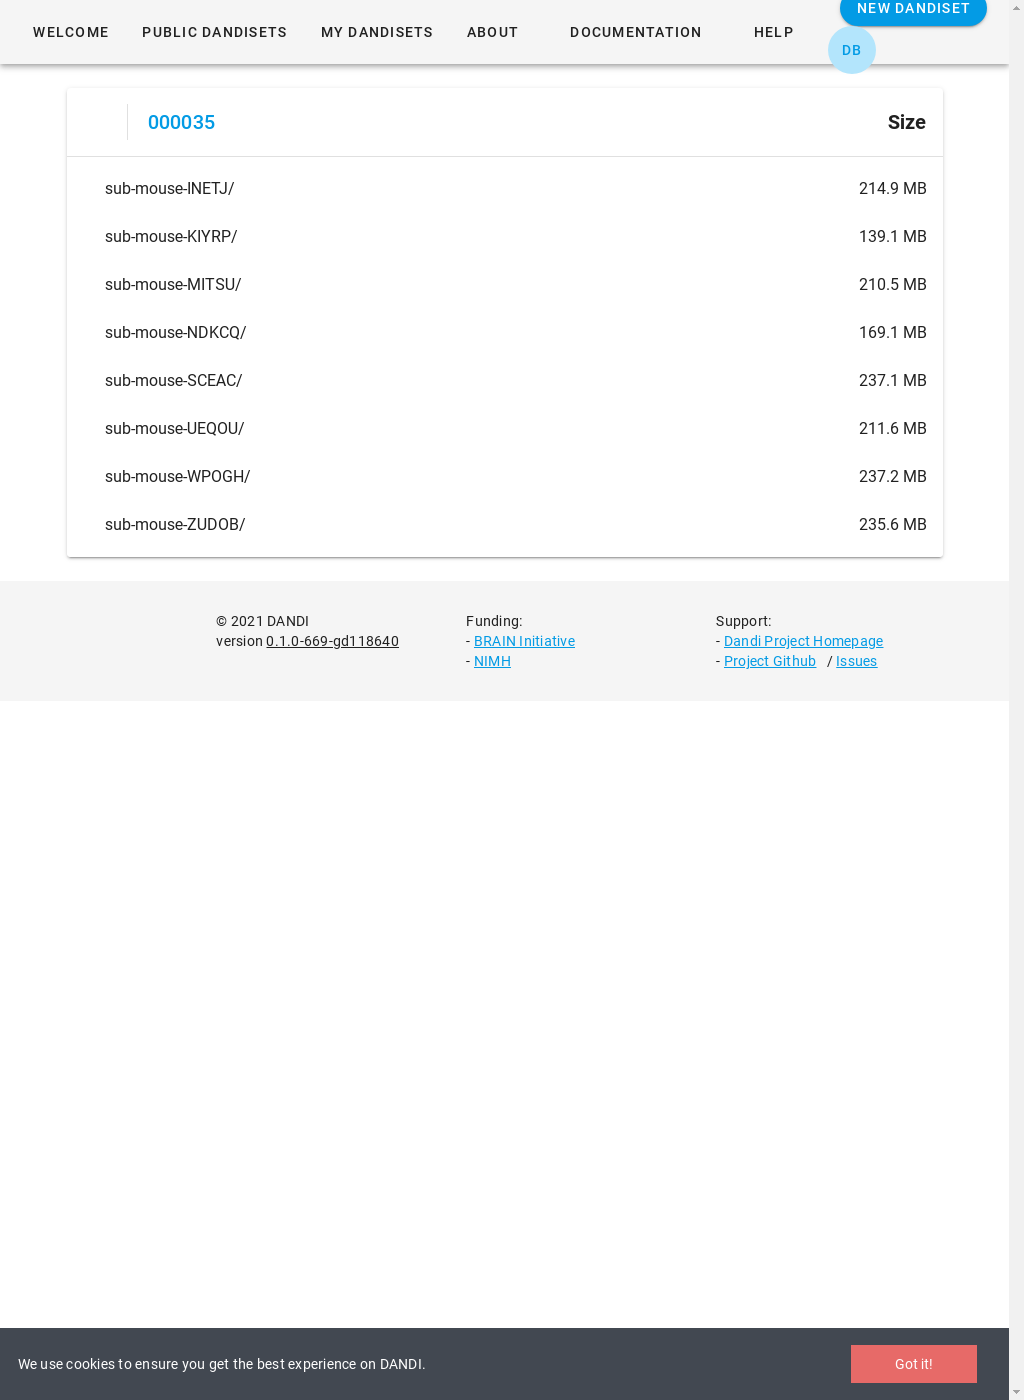 NEW DANDISET
WELCOME PUBLIC DANDISETS MY DANDISETS ABOUT DOCUMENTATION HELP
DB
000035 Size
sub-mouse-INETJ/ 214.9 MB
sub-mouse-KIYRP/ 139.1 MB
sub-mouse-MITSU/ 210.5 MB
sub-mouse-NDKCQ/ 169.1 MB
sub-mouse-SCEAC/ 237.1 MB
sub-mouse-UEQOU/ 211.6 MB
sub-mouse-WPOGH/ 237.2 MB
sub-mouse-ZUDOB/ 235.6 MB
© 2021 DANDI
version 0.1.0-669-gd118640
Funding:
- BRAIN Initiative
- NIMH
Support:
- Dandi Project Homepage
- Project Github / Issues
We use cookies to ensure you get the best experience on DANDI.
Got it!